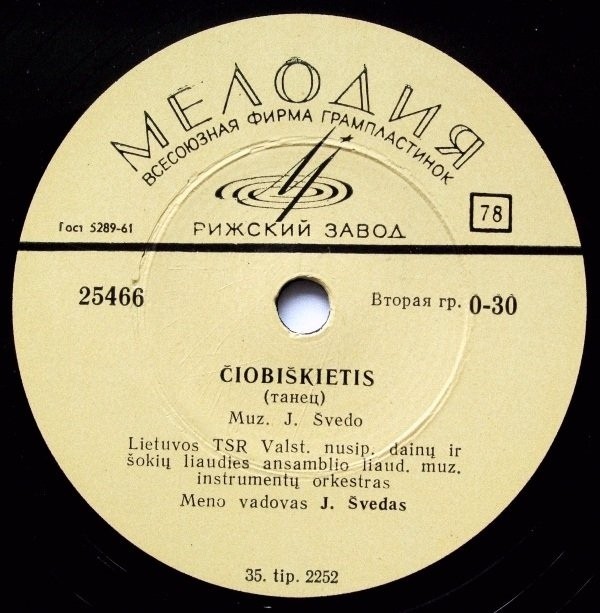 МЕЛОДИЯ
ВСЕСОЮЗНАЯ ФИРМА ГРАМПЛАСТИНОК
Гост 5289-61
РИЖСКИЙ ЗАВОД
78
25466
Вторая гр. 0-30
ČIOBIŠKIETIS
(танец)
Muz. J. Švedo
Lietuvos TSR Valst. nusip. dainų ir
šokių liaudies ansamblio liaud. muz.
instrumentų orkestras
Meno vadovas J. Švedas
35. tip. 2252